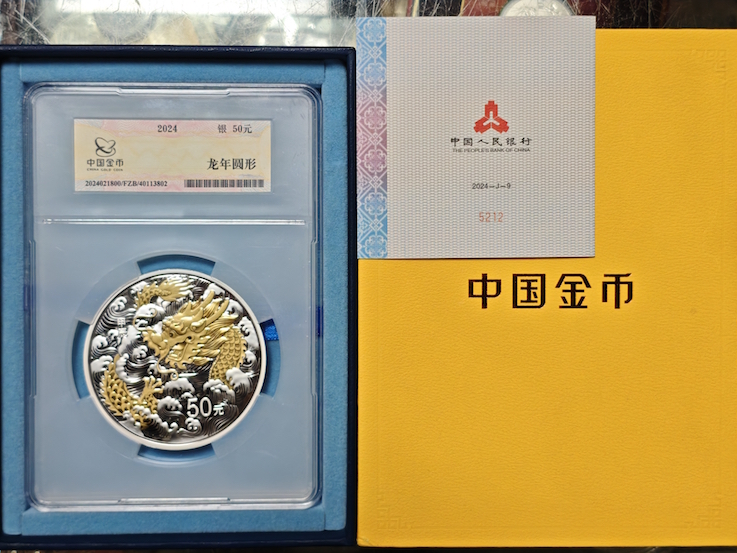 2024 银 50元
中国金币
CHINA GOLD COIN
龙年圆形
2024021800/FZB/40113802
50元
中国人民银行
THE PEOPLE'S BANK OF CHINA
2024-J-9
5212
中国金币